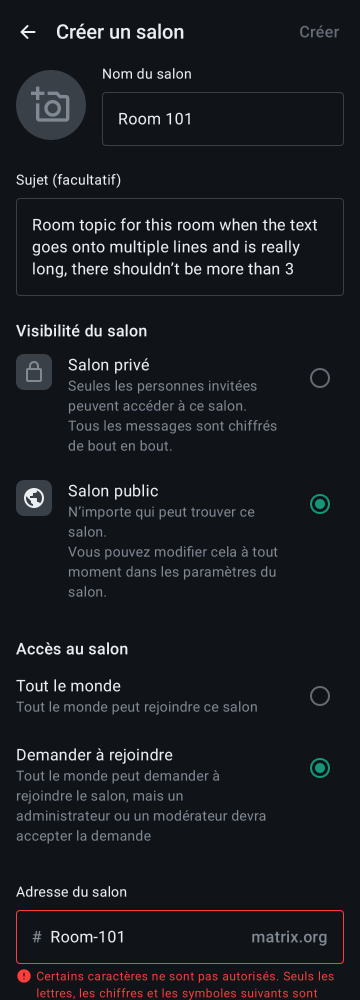 Créer un salon
Créer
Nom du salon
Room 101
Sujet (facultatif)
Room topic for this room when the text
goes onto multiple lines and is really
long, there shouldn’t be more than 3
Visibilité du salon
Salon privé
Seules les personnes invitées
peuvent accéder à ce salon.
Tous les messages sont chiffrés
de bout en bout.
Salon public
N’importe qui peut trouver ce
salon.
Vous pouvez modifier cela à tout
moment dans les paramètres du
salon.
Accès au salon
Tout le monde
Tout le monde peut rejoindre ce salon
Demander à rejoindre
Tout le monde peut demander à
rejoindre le salon, mais un
administrateur ou un modérateur devra
accepter la demande
Adresse du salon
# Room-101 matrix.org
Certains caractères ne sont pas autorisés. Seuls les
lettres, les chiffres et les symboles suivants sont